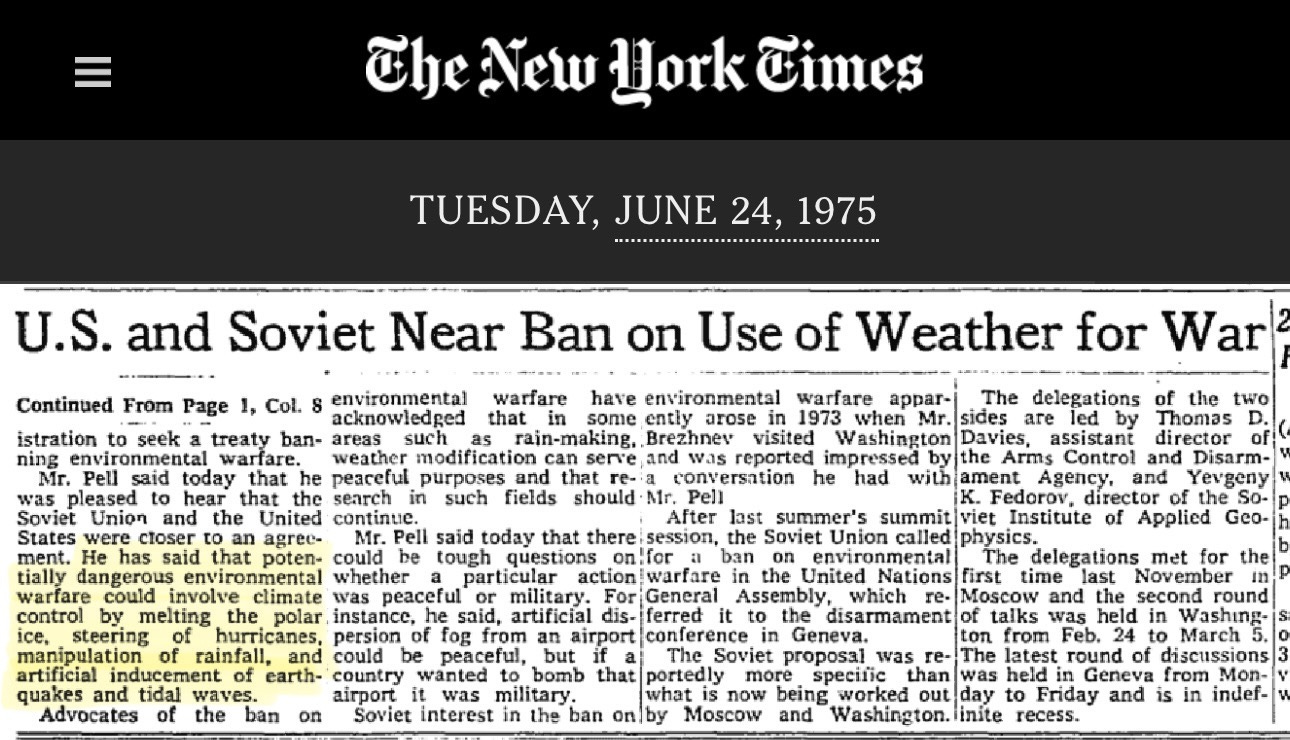 The New York Times
TUESDAY, JUNE 24, 1975
U.S. and Soviet Near Ban on Use of Weather for War
Continued From Page 1, Col. 8
istration to seek a treaty ban-
ning environmental warfare.
Mr. Pell said today that he
was pleased to hear that the
Soviet Union and the United
States were closer to an agree-
ment. He has said that poten-
tially dangerous environmental
warfare could involve climate
control by melting the polar
ice, steering of hurricanes,
manipulation of rainfall, and
artificial inducement of earth-
quakes and tidal waves.
Advocates of the ban on
environmental warfare have
acknowledged that in some
areas such as rain-making,
weather modification can serve
peaceful purposes and that re-
search in such fields should
continue.
Mr. Pell said today that there
could be tough questions on
whether a particular action
was peaceful or military. For
instance, he said, artificial dis-
persion of fog from an airport
could be peaceful, but if a
country wanted to bomb that
airport it was military.
Soviet interest in the ban on
environmental warfare appar-
ently arose in 1973 when Mr.
Brezhnev visited Washington
and was reported impressed by
a conversation he had with
Mr. Pell
After last summer's summit
session, the Soviet Union called
for a ban on environmental
warfare in the United Nations
General Assembly, which re-
ferred it to the disarmament
conference in Geneva.
The Soviet proposal was re-
portedly more specific than
what is now being worked out
by Moscow and Washington.
The delegations of the two
sides are led by Thomas D.
Davies, assistant director of
the Arms Control and Disarm-
ament Agency, and Yevgeny
K. Fedorov, director of the So-
viet Institute of Applied Geo-
physics.
The delegations met for the
first time last November in
Moscow and the second round
of talks was held in Washing-
ton from Feb. 24 to March 5.
The latest round of discussions
was held in Geneva from Mon-
day to Friday and is in indef-
inite recess.